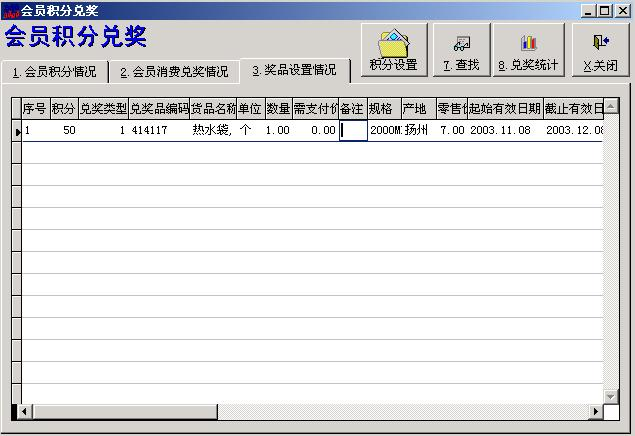 会员积分兑奖
会员积分兑奖
积分设置 7.查找 8.兑奖统计 X.关闭
1.会员积分情况 2.会员消费兑奖情况 3.奖品设置情况
序号 积分 兑奖类型 兑奖品编码 货品名称 单位 数量 需支付价 备注 规格 产地 零售价 起始有效日期 截止有效日
1 50 1 414117 热水袋, 个 1.00 0.00 2000M 扬州 7.00 2003.11.08 2003.12.08